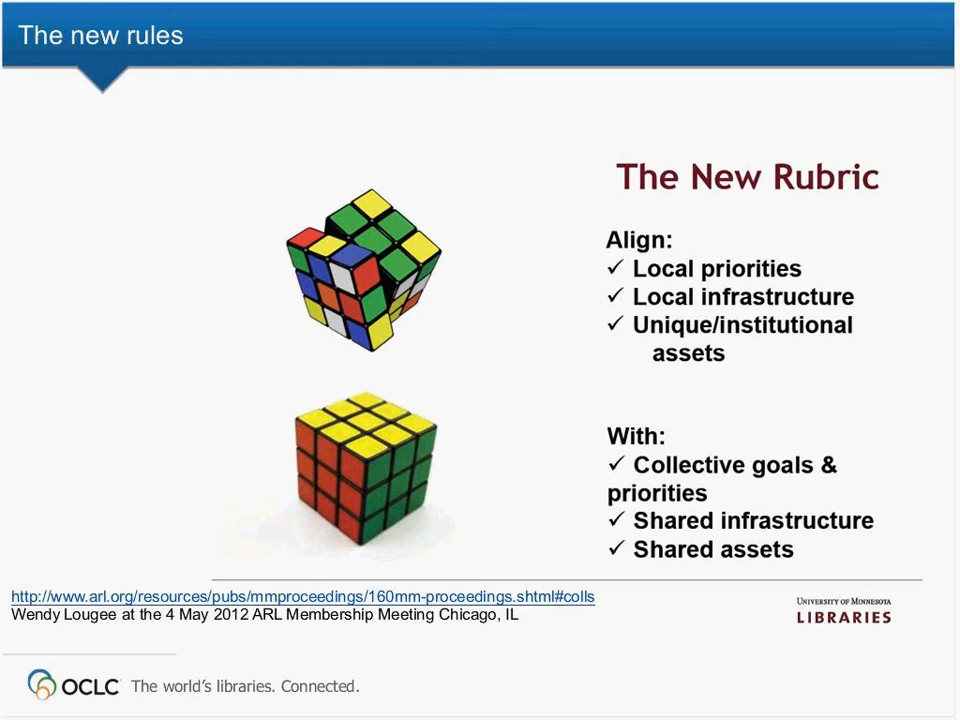 The new rules
The New Rubric
Align:
✓ Local priorities
✓ Local infrastructure
✓ Unique/institutional
assets
With:
✓ Collective goals &
priorities
✓ Shared infrastructure
✓ Shared assets
http://www.arl.org/resources/pubs/mmproceedings/160mm-proceedings.shtml#colls
Wendy Lougee at the 4 May 2012 ARL Membership Meeting Chicago, IL
UNIVERSITY OF MINNESOTA
LIBRARIES
OCLC The world’s libraries. Connected.